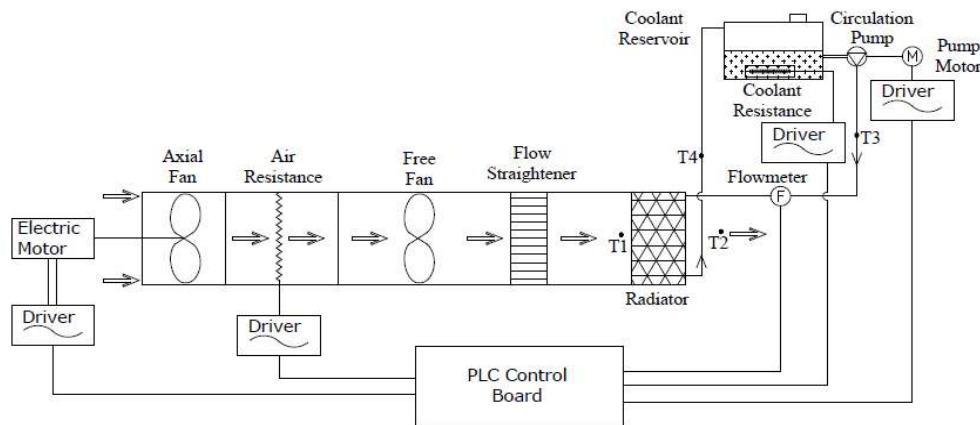 Coolant
Reservoir
Circulation
Pump
M
Pump
Motor
Coolant
Resistance
Driver
Driver
T3
T4
Flowmeter
F
Axial
Fan
Air
Resistance
Free
Fan
Flow
Straightener
Electric
Motor
T1
T2
Radiator
Driver
Driver
PLC Control
Board